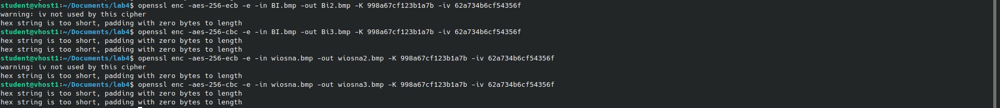 student@vhost1:~/Documents/lab4$ openssl enc -aes-256-ecb -e -in BI.bmp -out Bi2.bmp -K 998a67cf123b1a7b -iv 62a734b6cf54356f
warning: iv not used by this cipher
hex string is too short, padding with zero bytes to length
student@vhost1:~/Documents/lab4$ openssl enc -aes-256-cbc -e -in BI.bmp -out Bi3.bmp -K 998a67cf123b1a7b -iv 62a734b6cf54356f
hex string is too short, padding with zero bytes to length
hex string is too short, padding with zero bytes to length
student@vhost1:~/Documents/lab4$ openssl enc -aes-256-ecb -e -in wiosna.bmp -out wiosna2.bmp -K 998a67cf123b1a7b -iv 62a734b6cf54356f
warning: iv not used by this cipher
hex string is too short, padding with zero bytes to length
student@vhost1:~/Documents/lab4$ openssl enc -aes-256-cbc -e -in wiosna.bmp -out wiosna3.bmp -K 998a67cf123b1a7b -iv 62a734b6cf54356f
hex string is too short, padding with zero bytes to length
hex string is too short, padding with zero bytes to length